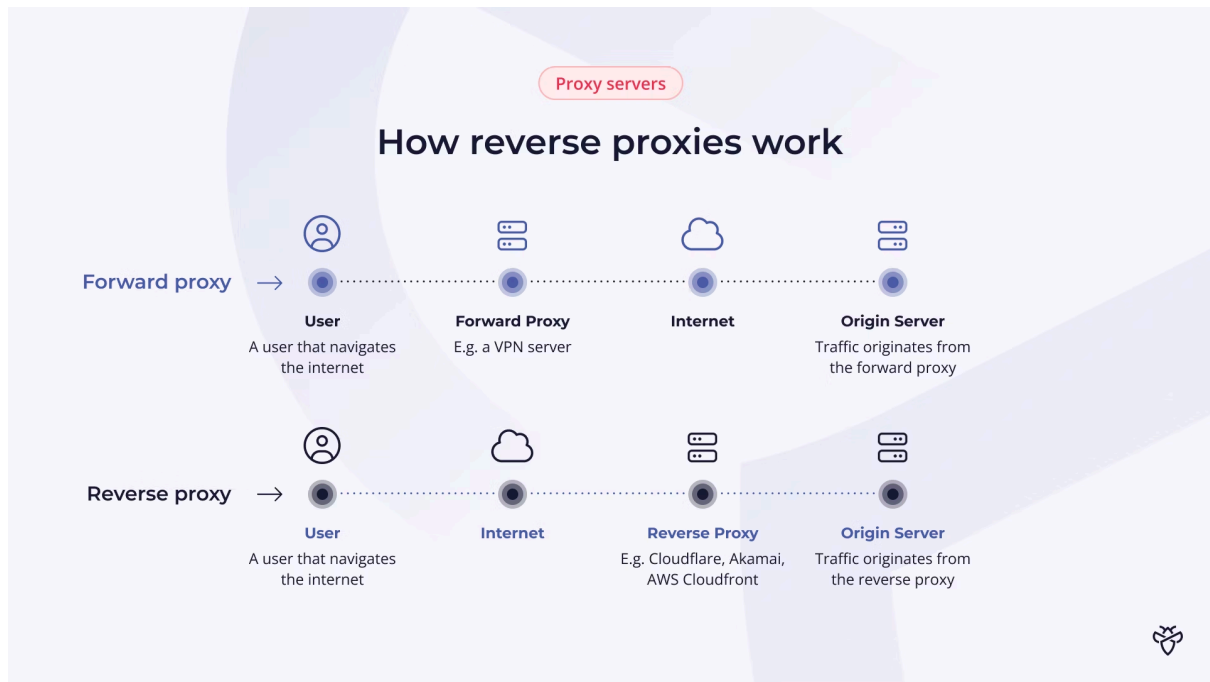 Proxy servers
How reverse proxies work
Forward proxy
User
A user that navigates
the internet
Forward Proxy
E.g. a VPN server
Internet
Origin Server
Traffic originates from
the forward proxy
Reverse proxy
User
A user that navigates
the internet
Internet
Reverse Proxy
E.g. Cloudflare, Akamai,
AWS Cloudfront
Origin Server
Traffic originates from
the reverse proxy